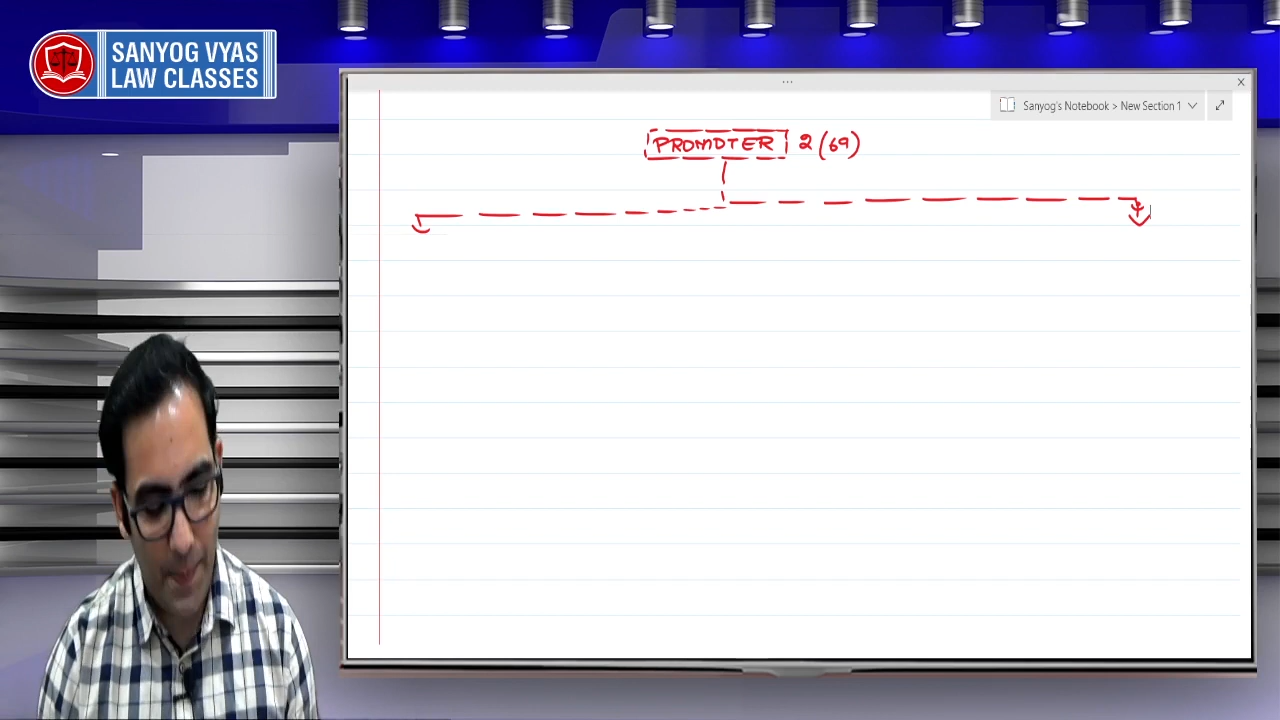 SANYOG VYAS
LAW CLASSES
Sanyog's Notebook > New Section 1
PROMOTER 2(69)